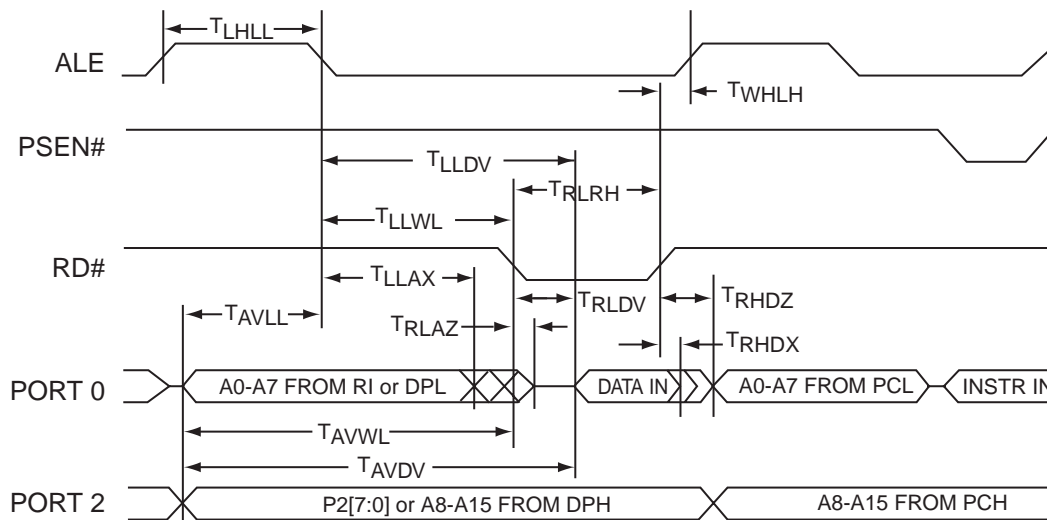 TLHLL
ALE
TWHLH
PSEN#
TLLDV
TRLRH
TLLWL
RD#
TLLAX
TRLDV
TRHDZ
TAVLL
TRLAZ
TRHDX
PORT 0
A0-A7 FROM RI or DPL
DATA IN
A0-A7 FROM PCL
INSTR IN
TAVWL
TAVDV
PORT 2
P2[7:0] or A8-A15 FROM DPH
A8-A15 FROM PCH